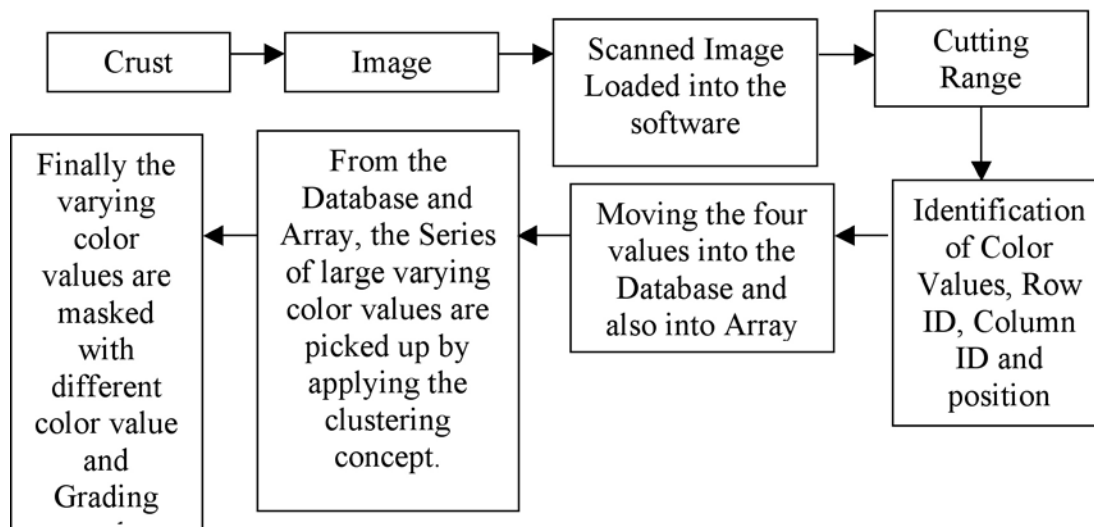 Crust
Image
Scanned Image
Loaded into the
software
Cutting
Range
Identification
of Color
Values, Row
ID, Column
ID and
position
Moving the four
values into the
Database and
also into Array
From the
Database and
Array, the Series
of large varying
color values are
picked up by
applying the
clustering
concept.
Finally the
varying
color
values are
masked
with
different
color value
and
Grading